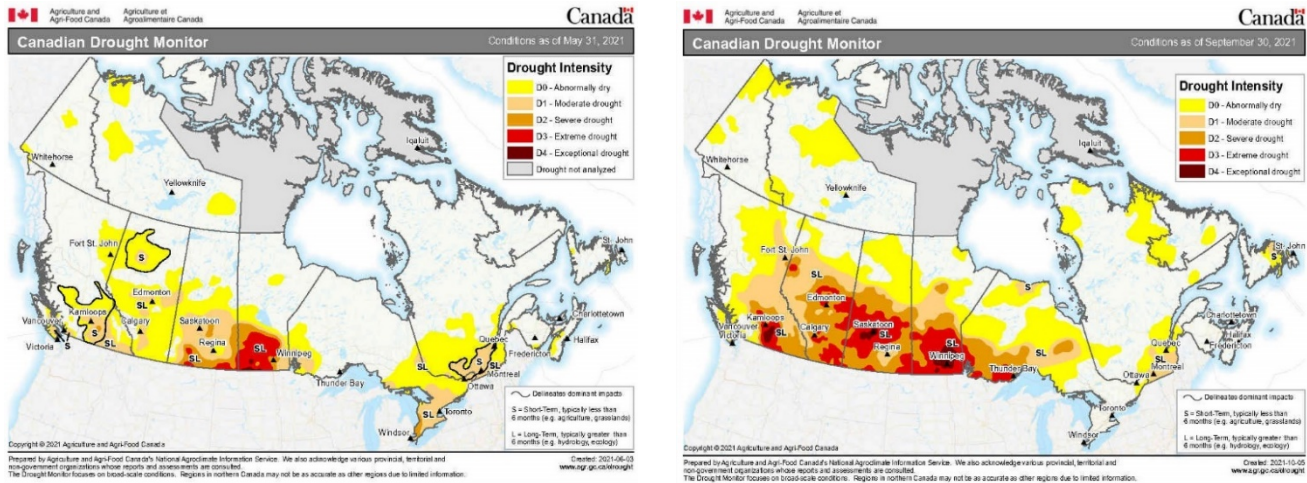 Agriculture and
Agri-Food Canada
Agriculture et
Agroalimentaire Canada
Canada
Canadian Drought Monitor
Conditions as of May 31, 2021
Drought Intensity
D0 - Abnormally dry
D1 - Moderate drought
D2 - Severe drought
D3 - Extreme drought
D4 - Exceptional drought
Drought not analyzed
Iqaluit
Whitehorse
Yellowknife
Fort St. John
S
St. John
S
Edmonton
SL
Kamloops
S
Calgary
Saskatoon
Vancouver
Victoria
S
SL
Regina
SL
SL
Winnipeg
Thunder Bay
Charlottetown
Quebec
Halifax
Fredericton
SL
S
SL
Montreal
Ottawa
SL
Toronto
Windsor
Delineates dominant impacts
S = Short-Term, typically less than
6 months (e.g. agriculture, grasslands)
L = Long-Term, typically greater than
6 months (e.g. hydrology, ecology)
Copyright © 2021 Agriculture and Agri-Food Canada
Prepared by Agriculture and Agri-Food Canada's National Agroclimate Information Service. We also acknowledge various provincial, territorial and
non-government organizations whose reports and assessments are consulted.
The Drought Monitor focuses on broad-scale conditions. Regions in northern Canada may not be as accurate as other regions due to limited information.
Created: 2021-06-03
www.agr.gc.ca/drought
Agriculture and
Agri-Food Canada
Agriculture et
Agroalimentaire Canada
Canada
Canadian Drought Monitor
Conditions as of September 30, 2021
Drought Intensity
D0 - Abnormally dry
D1 - Moderate drought
D2 - Severe drought
D3 - Extreme drought
D4 - Exceptional drought
Iqaluit
Whitehorse
Yellowknife
Fort St. John
SL
St. John
S
Edmonton
S
Kamloops
Vancouver
Victoria
SL
Calgary
Saskatoon
SL
Regina
SL
Winnipeg
SL
Thunder Bay
Charlottetown
Halifax
Fredericton
Quebec
SL
Montreal
Ottawa
Toronto
Windsor
Delineates dominant impacts
S = Short-Term, typically less than
6 months (e.g. agriculture, grasslands)
L = Long-Term, typically greater than
6 months (e.g. hydrology, ecology)
Copyright © 2021 Agriculture and Agri-Food Canada
Prepared by Agriculture and Agri-Food Canada's National Agroclimate Information Service. We also acknowledge various provincial, territorial and
non-government organizations whose reports and assessments are consulted.
The Drought Monitor focuses on broad-scale conditions. Regions in northern Canada may not be as accurate as other regions due to limited information.
Created: 2021-10-05
www.agr.gc.ca/drought